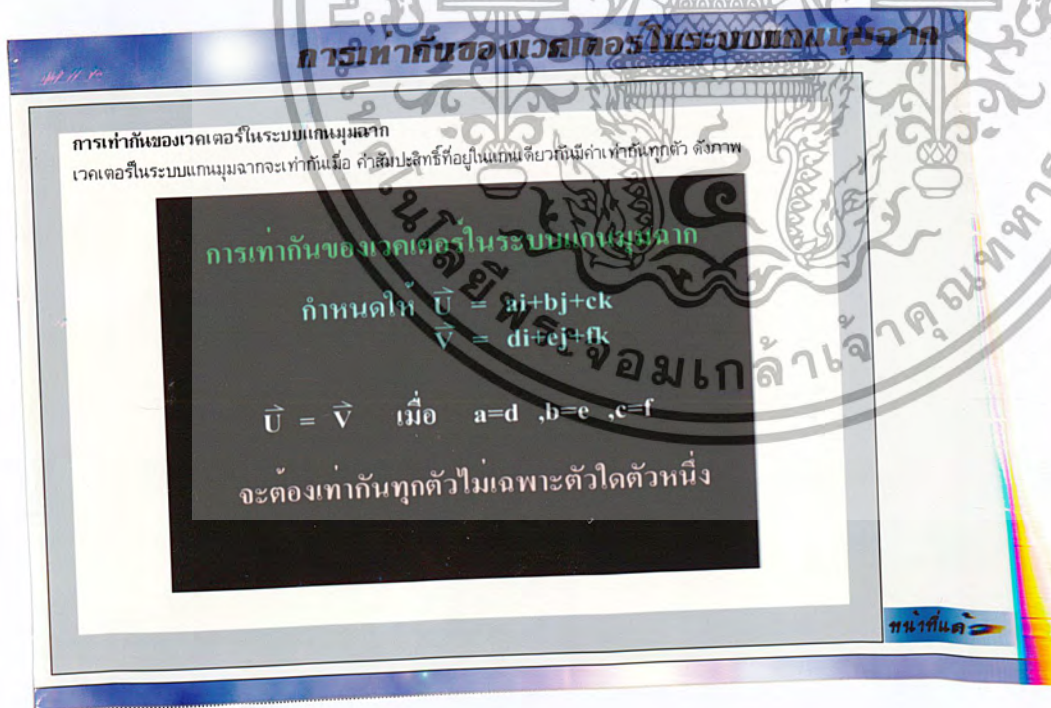 การเท่ากันของเวคเตอร์ในระบบแกนมุมฉาก
การเท่ากันของเวคเตอร์ในระบบแกนมุมฉาก
เวคเตอร์ในระบบแกนมุมฉากจะเท่ากันเมื่อ ค่าสัมปะสิทธิ์ที่อยู่ในแกนเดียวกันมีค่าเท่ากันทุกตัว ดังภาพ
การเท่ากันของเวคเตอร์ในระบบแกนมุมฉาก
กำหนดให้ U⃗ = ai+bj+ck
V⃗ = di+ej+fk
U⃗ = V⃗ เมื่อ a=d ,b=e ,c=f
จะต้องเท่ากันทุกตัวไม่เฉพาะตัวใดตัวหนึ่ง
หน้าที่แล้ว